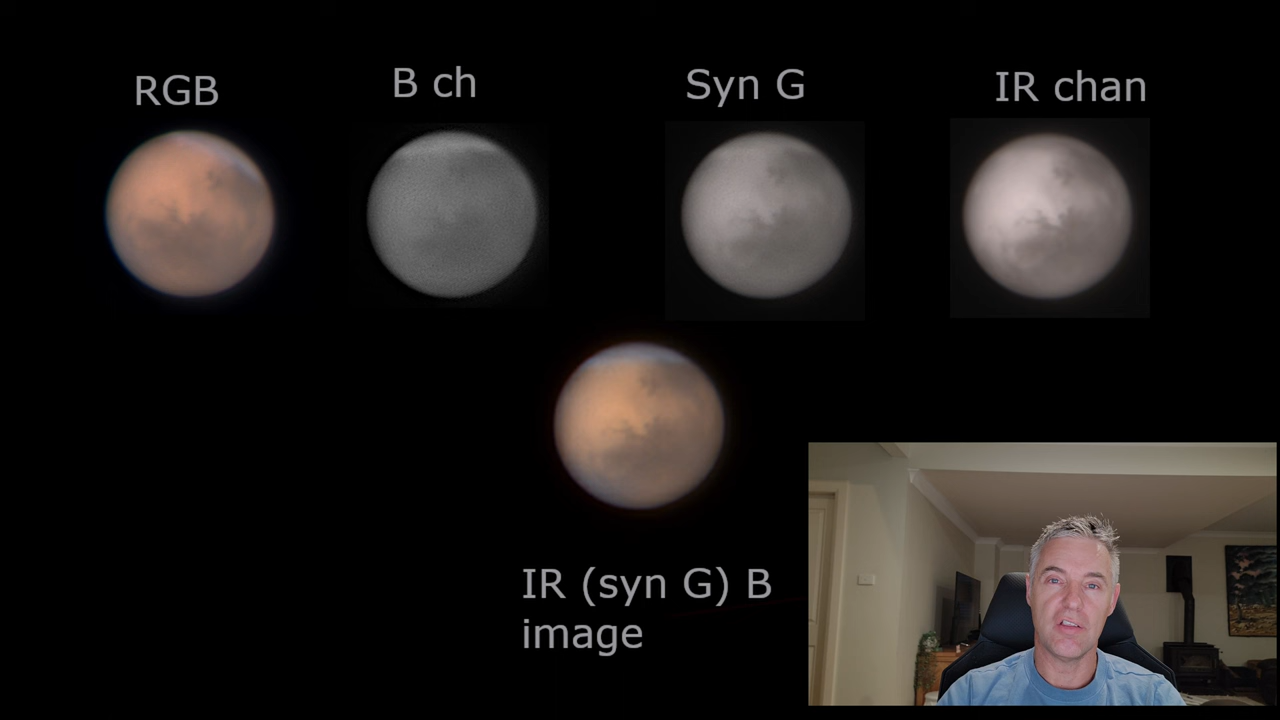 RGB
B ch
Syn G
IR chan
IR (syn G) B
image